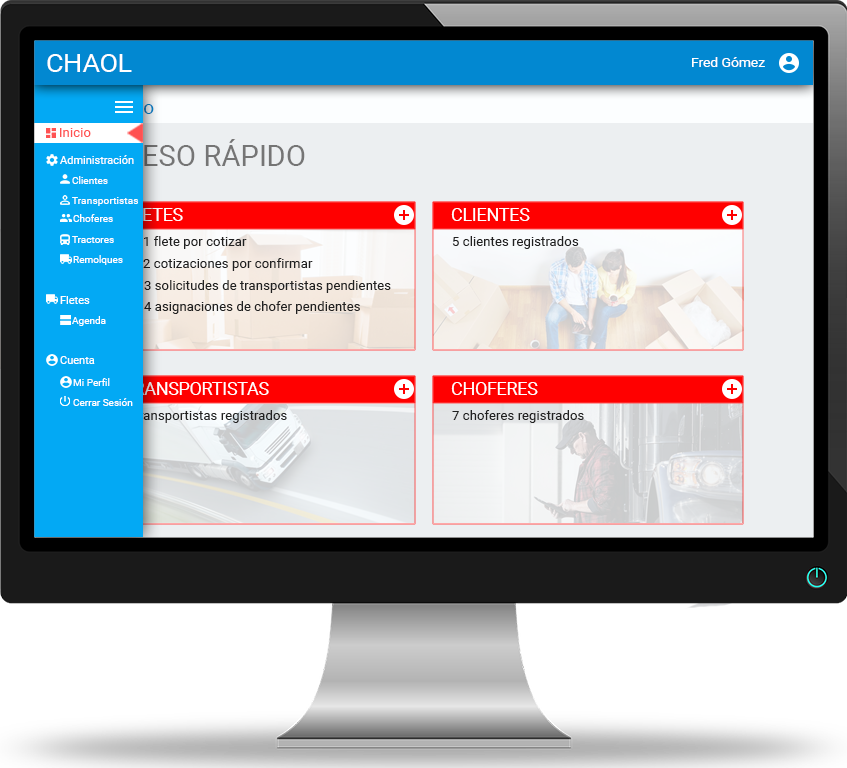 CHAOL
Fred Gómez
O
Inicio
ESO RÁPIDO
Administración
Clientes
Transportistas
Choferes
Tractores
Remolques
Fletes
Agenda
Cuenta
Mi Perfil
Cerrar Sesión
ETES
1 flete por cotizar
2 cotizaciones por confirmar
3 solicitudes de transportistas pendientes
4 asignaciones de chofer pendientes
CLIENTES
5 clientes registrados
RANSPORTISTAS
ansportistas registrados
CHOFERES
7 choferes registrados